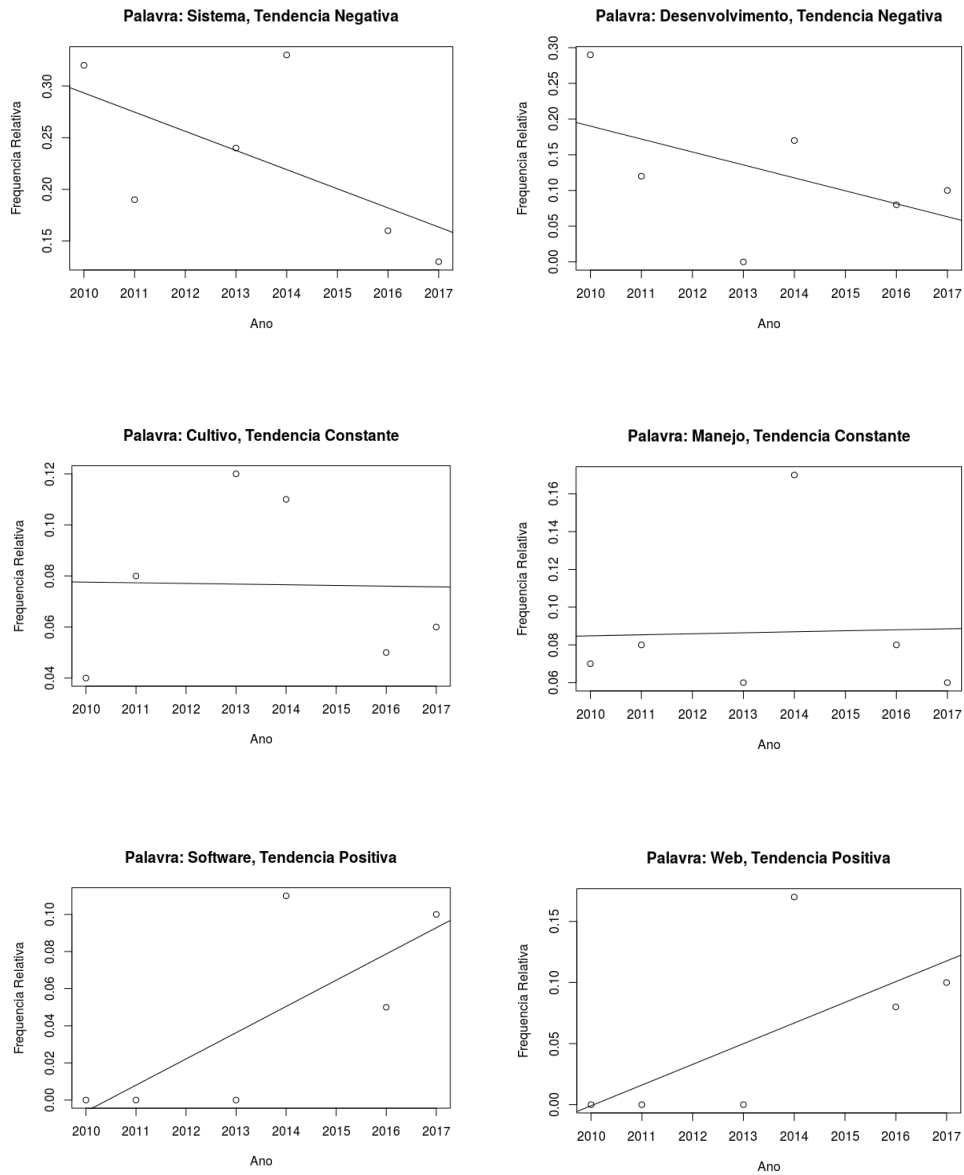 Palavra: Sistema, Tendencia Negativa
Frequencia Relativa
0.30
0.25
0.20
0.15
2010 2011 2012 2013 2014 2015 2016 2017
Ano
Palavra: Desenvolvimento, Tendencia Negativa
Frequencia Relativa
0.30
0.25
0.20
0.15
0.10
0.05
0.00
2010 2011 2012 2013 2014 2015 2016 2017
Ano
Palavra: Cultivo, Tendencia Constante
Frequencia Relativa
0.12
0.10
0.08
0.06
0.04
2010 2011 2012 2013 2014 2015 2016 2017
Ano
Palavra: Manejo, Tendencia Constante
Frequencia Relativa
0.16
0.14
0.12
0.10
0.08
0.06
2010 2011 2012 2013 2014 2015 2016 2017
Ano
Palavra: Software, Tendencia Positiva
Frequencia Relativa
0.10
0.08
0.06
0.04
0.02
0.00
2010 2011 2012 2013 2014 2015 2016 2017
Ano
Palavra: Web, Tendencia Positiva
Frequencia Relativa
0.15
0.10
0.05
0.00
2010 2011 2012 2013 2014 2015 2016 2017
Ano